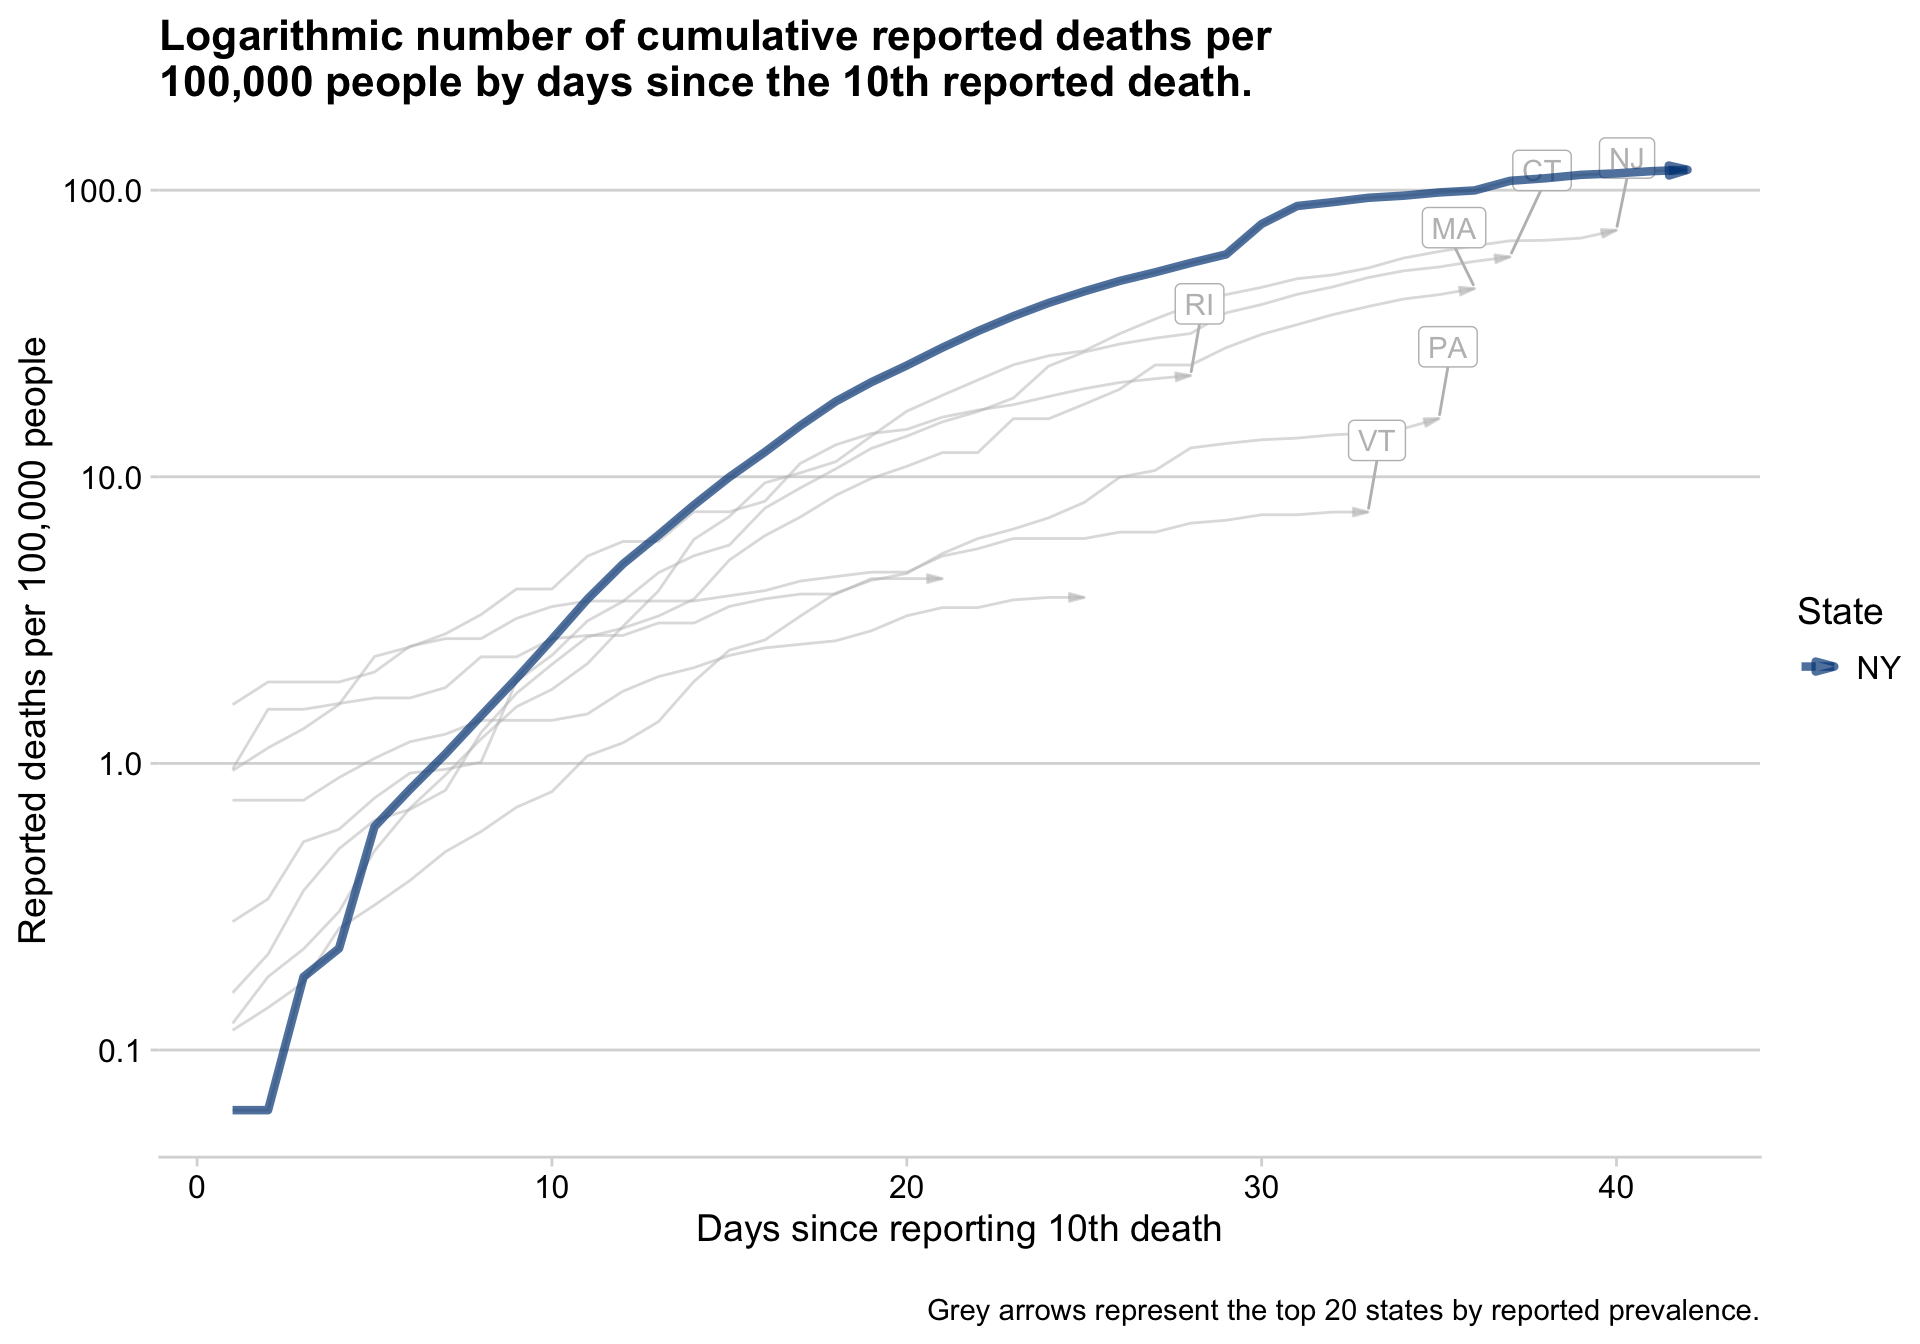 Logarithmic number of cumulative reported deaths per
100,000 people by days since the 10th reported death.
Reported deaths per 100,000 people
100.0
10.0
1.0
0.1
CT
NJ
MA
RI
PA
VT
State
NY
0
10
20
30
40
Days since reporting 10th death
Grey arrows represent the top 20 states by reported prevalence.